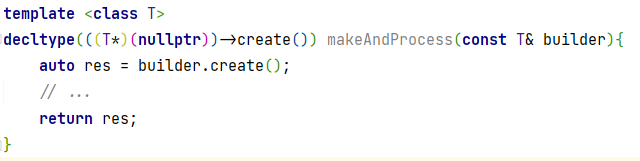 template <class T>
decltype(((T*)(nullptr))->create()) makeAndProcess(const T& builder){
    auto res = builder.create();
    // ...
    return res;
}